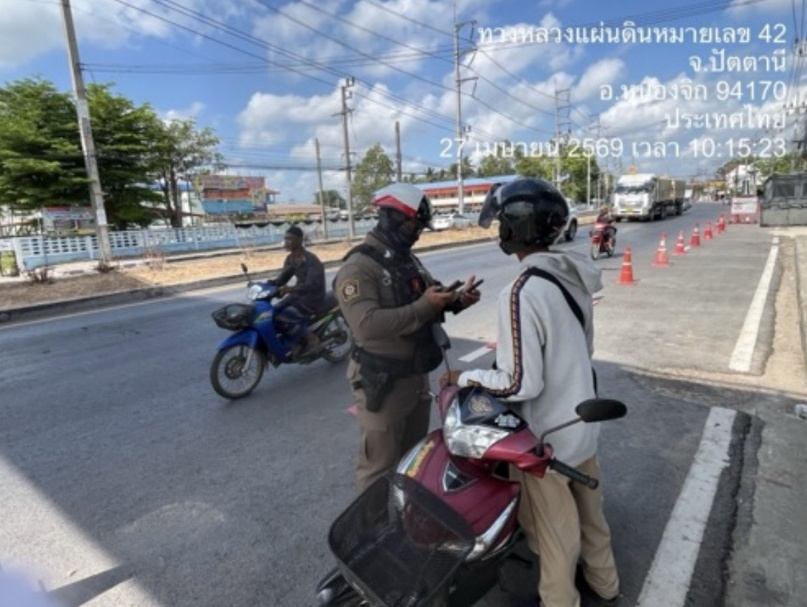 ทางหลวงแผ่นดินหมายเลข 42
จ.ปัตตานี
อ.หนองจิก 94170
ประเทศไทย
27 เมษายน 2569 เวลา 10:15:23